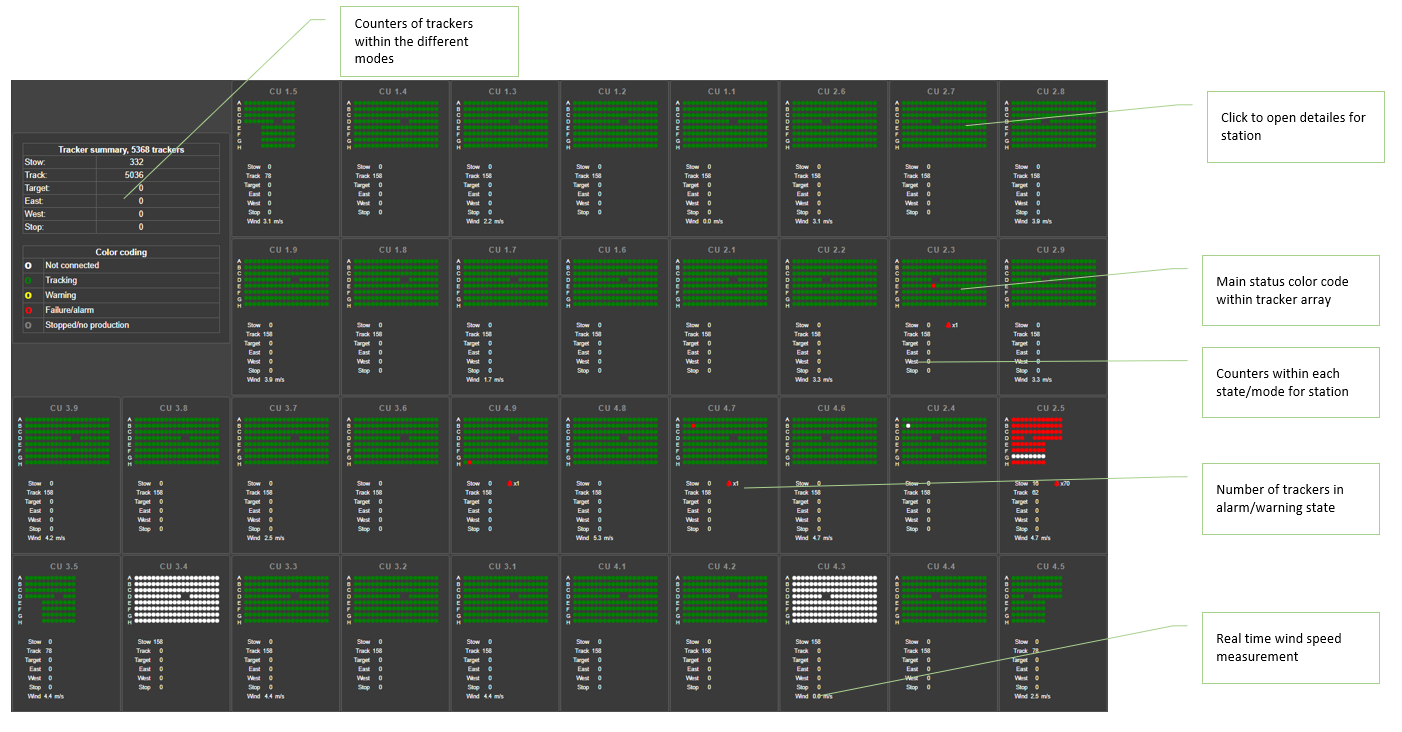 Counters of trackers
within the different
modes
Click to open detailes for
station
Main status color code
within tracker array
Counters within each
state/mode for station
Number of trackers in
alarm/warning state
Real time wind speed
measurement
Tracker summary, 5368 trackers
Stow: 332
Track: 5036
Target: 0
East: 0
West: 0
Stop: 0
Color coding
0 Not connected
0 Tracking
0 Warning
0 Failure/alarm
0 Stopped/no production
CU 1.5 CU 1.4 CU 1.3 CU 1.2 CU 1.1 CU 2.6 CU 2.7 CU 2.8
A A A A A A A A
B B B B B B B B
C C C C C C C C
D D D D D D D D
E E E E E E E E
F F F F F F F F
G G G G G G G G
H H H H H H H H
Stow 0 Stow 0 Stow 0 Stow 0 Stow 0 Stow 0 Stow 0 Stow 0
Track 78 Track 158 Track 158 Track 158 Track 158 Track 158 Track 158 Track 158
Target 0 Target 0 Target 0 Target 0 Target 0 Target 0 Target 0 Target 0
East 0 East 0 East 0 East 0 East 0 East 0 East 0 East 0
West 0 West 0 West 0 West 0 West 0 West 0 West 0 West 0
Stop 0 Stop 0 Stop 0 Stop 0 Stop 0 Stop 0 Stop 0 Stop 0
Wind 3.1 m/s Wind 2.2 m/s Wind 0.0 m/s Wind 3.1 m/s Wind 3.9 m/s
CU 1.9 CU 1.8 CU 1.7 CU 1.6 CU 2.1 CU 2.2 CU 2.3 CU 2.9
A A A A A A A A
B B B B B B B B
C C C C C C C C
D D D D D D D D
E E E E E E E E
F F F F F F F F
G G G G G G G G
H H H H H H H H
Stow 0 Stow 0 Stow 0 Stow 0 Stow 0 Stow 0 Stow 0 x1 Stow 0
Track 158 Track 158 Track 158 Track 158 Track 158 Track 158 Track 158 Track 158
Target 0 Target 0 Target 0 Target 0 Target 0 Target 0 Target 0 Target 0
East 0 East 0 East 0 East 0 East 0 East 0 East 0 East 0
West 0 West 0 West 0 West 0 West 0 West 0 West 0 West 0
Stop 0 Stop 0 Stop 0 Stop 0 Stop 0 Stop 0 Stop 0 Stop 0
Wind 3.9 m/s Wind 1.7 m/s Wind 3.3 m/s Wind 3.3 m/s
CU 3.9 CU 3.8 CU 3.7 CU 3.6 CU 4.9 CU 4.8 CU 4.7 CU 4.6 CU 2.4 CU 2.5
A A A A A A A A A A
B B B B B B B B B B
C C C C C C C C C C
D D D D D D D D D D
E E E E E E E E E E
F F F F F F F F F F
G G G G G G G G G G
H H H H H H H H H H
Stow 0 Stow 0 Stow 0 Stow 0 Stow 0 x1 Stow 0 Stow 0 x1 Stow 0 Stow 0 Stow 16 x70
Track 158 Track 158 Track 158 Track 158 Track 158 Track 158 Track 158 Track 158 Track 158 Track 62
Target 0 Target 0 Target 0 Target 0 Target 0 Target 0 Target 0 Target 0 Target 0 Target 0
East 0 East 0 East 0 East 0 East 0 East 0 East 0 East 0 East 0 East 0
West 0 West 0 West 0 West 0 West 0 West 0 West 0 West 0 West 0 West 0
Stop 0 Stop 0 Stop 0 Stop 0 Stop 0 Stop 0 Stop 0 Stop 0 Stop 0 Stop 0
Wind 4.2 m/s Wind 2.5 m/s Wind 5.3 m/s Wind 4.7 m/s Wind 4.7 m/s
CU 3.5 CU 3.4 CU 3.3 CU 3.2 CU 3.1 CU 4.1 CU 4.2 CU 4.3 CU 4.4 CU 4.5
A A A A A A A A A A
B B B B B B B B B B
C C C C C C C C C C
D D D D D D D D D D
E E E E E E E E E E
F F F F F F F F F F
G G G G G G G G G G
H H H H H H H H H H
Stow 0 Stow 158 Stow 0 Stow 0 Stow 0 Stow 0 Stow 0 Stow 158 Stow 0 Stow 0
Track 78 Track 0 Track 158 Track 158 Track 158 Track 158 Track 158 Track 0 Track 158 Track 78
Target 0 Target 0 Target 0 Target 0 Target 0 Target 0 Target 0 Target 0 Target 0 Target 0
East 0 East 0 East 0 East 0 East 0 East 0 East 0 East 0 East 0 East 0
West 0 West 0 West 0 West 0 West 0 West 0 West 0 West 0 West 0 West 0
Stop 0 Stop 0 Stop 0 Stop 0 Stop 0 Stop 0 Stop 0 Stop 0 Stop 0 Stop 0
Wind 4.4 m/s Wind 4.4 m/s Wind 4.4 m/s Wind 0.0 m/s Wind 2.5 m/s